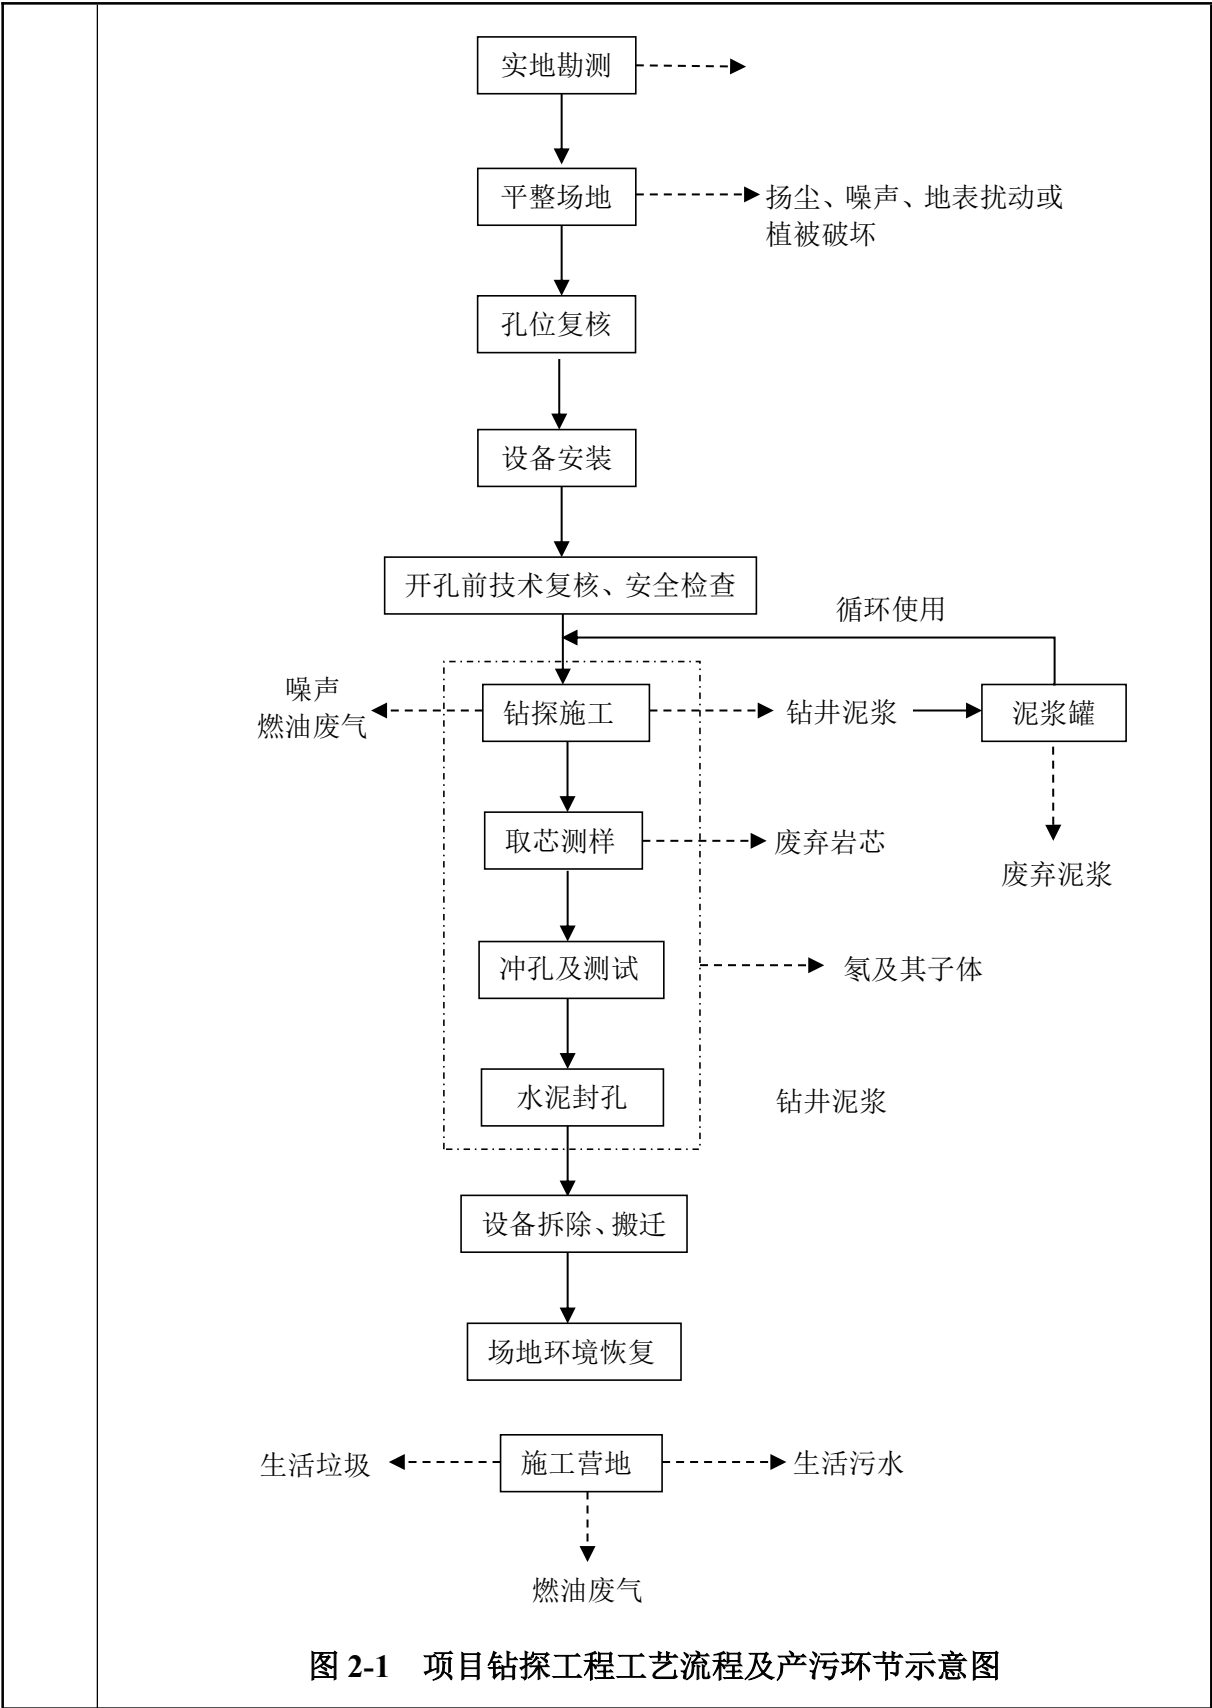 实地勘测
平整场地
扬尘、噪声、地表扰动或
植被破坏
孔位复核
设备安装
开孔前技术复核、安全检查
循环使用
噪声
燃油废气
钻探施工
钻井泥浆
泥浆罐
取芯测样
废弃岩芯
废弃泥浆
冲孔及测试
氡及其子体
水泥封孔
钻井泥浆
设备拆除、搬迁
场地环境恢复
生活垃圾
施工营地
生活污水
燃油废气
图 2-1 项目钻探工程工艺流程及产污环节示意图